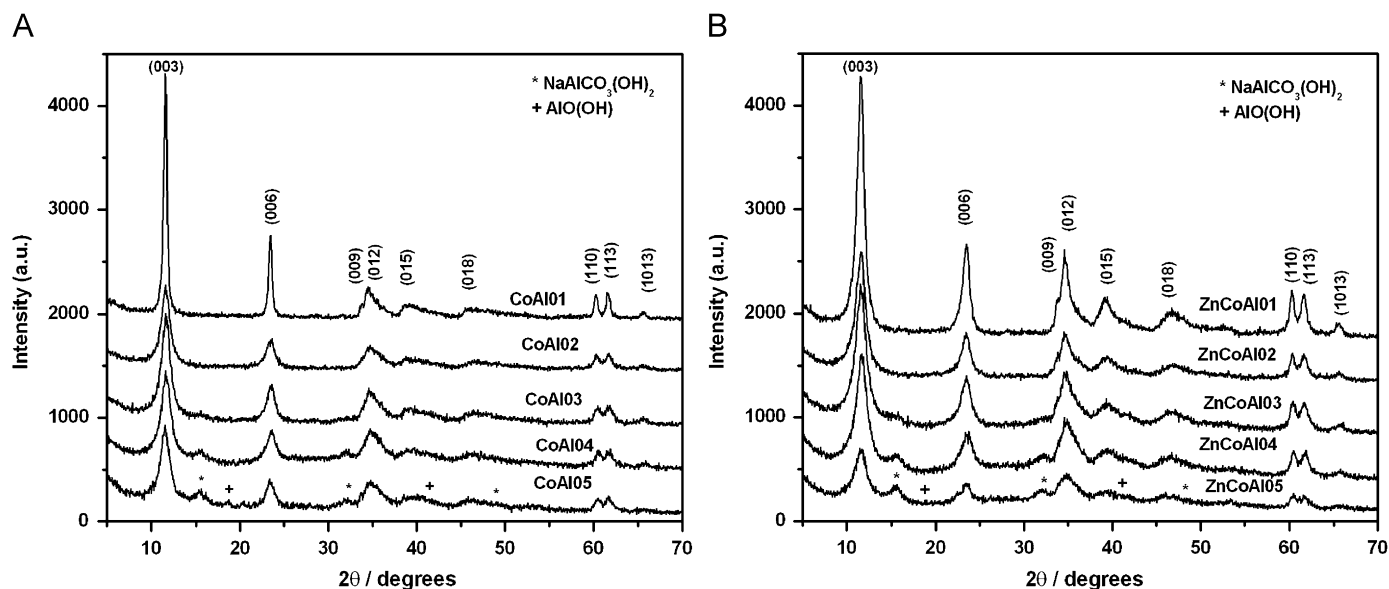 A
(003)
* NaAlCO₃(OH)₂
+ AlO(OH)
4000
3000
2000
1000
0
Intensity (a.u.)
(006)
(009)
(012)
(015)
(018)
(110)
(113)
(1013)
CoAl01
CoAl02
CoAl03
CoAl04
CoAl05
* + * + *
10 20 30 40 50 60 70
2θ / degrees
B
(003)
* NaAlCO₃(OH)₂
+ AlO(OH)
4000
3000
2000
1000
0
Intensity (a.u.)
(006)
(009)
(012)
(015)
(018)
(110)
(113)
(1013)
ZnCoAl01
ZnCoAl02
ZnCoAl03
ZnCoAl04
ZnCoAl05
* + * + *
10 20 30 40 50 60 70
2θ / degrees